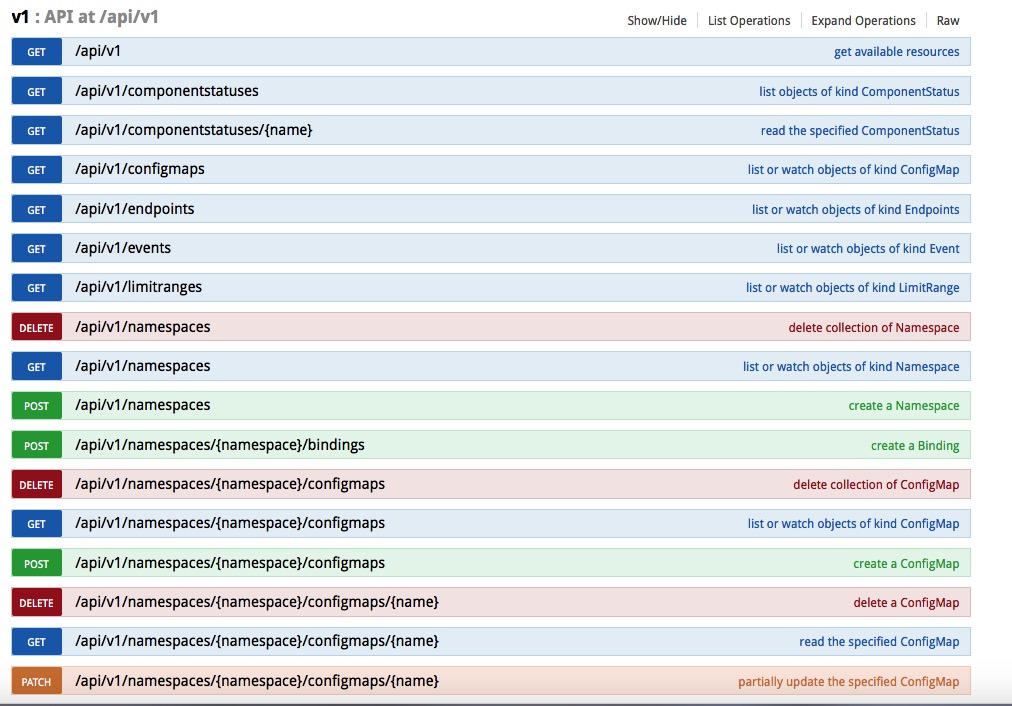 v1 : API at /api/v1
Show/Hide List Operations Expand Operations Raw
GET /api/v1 get available resources
GET /api/v1/componentstatuses list objects of kind ComponentStatus
GET /api/v1/componentstatuses/{name} read the specified ComponentStatus
GET /api/v1/configmaps list or watch objects of kind ConfigMap
GET /api/v1/endpoints list or watch objects of kind Endpoints
GET /api/v1/events list or watch objects of kind Event
GET /api/v1/limitranges list or watch objects of kind LimitRange
DELETE /api/v1/namespaces delete collection of Namespace
GET /api/v1/namespaces list or watch objects of kind Namespace
POST /api/v1/namespaces create a Namespace
POST /api/v1/namespaces/{namespace}/bindings create a Binding
DELETE /api/v1/namespaces/{namespace}/configmaps delete collection of ConfigMap
GET /api/v1/namespaces/{namespace}/configmaps list or watch objects of kind ConfigMap
POST /api/v1/namespaces/{namespace}/configmaps create a ConfigMap
DELETE /api/v1/namespaces/{namespace}/configmaps/{name} delete a ConfigMap
GET /api/v1/namespaces/{namespace}/configmaps/{name} read the specified ConfigMap
PATCH /api/v1/namespaces/{namespace}/configmaps/{name} partially update the specified ConfigMap